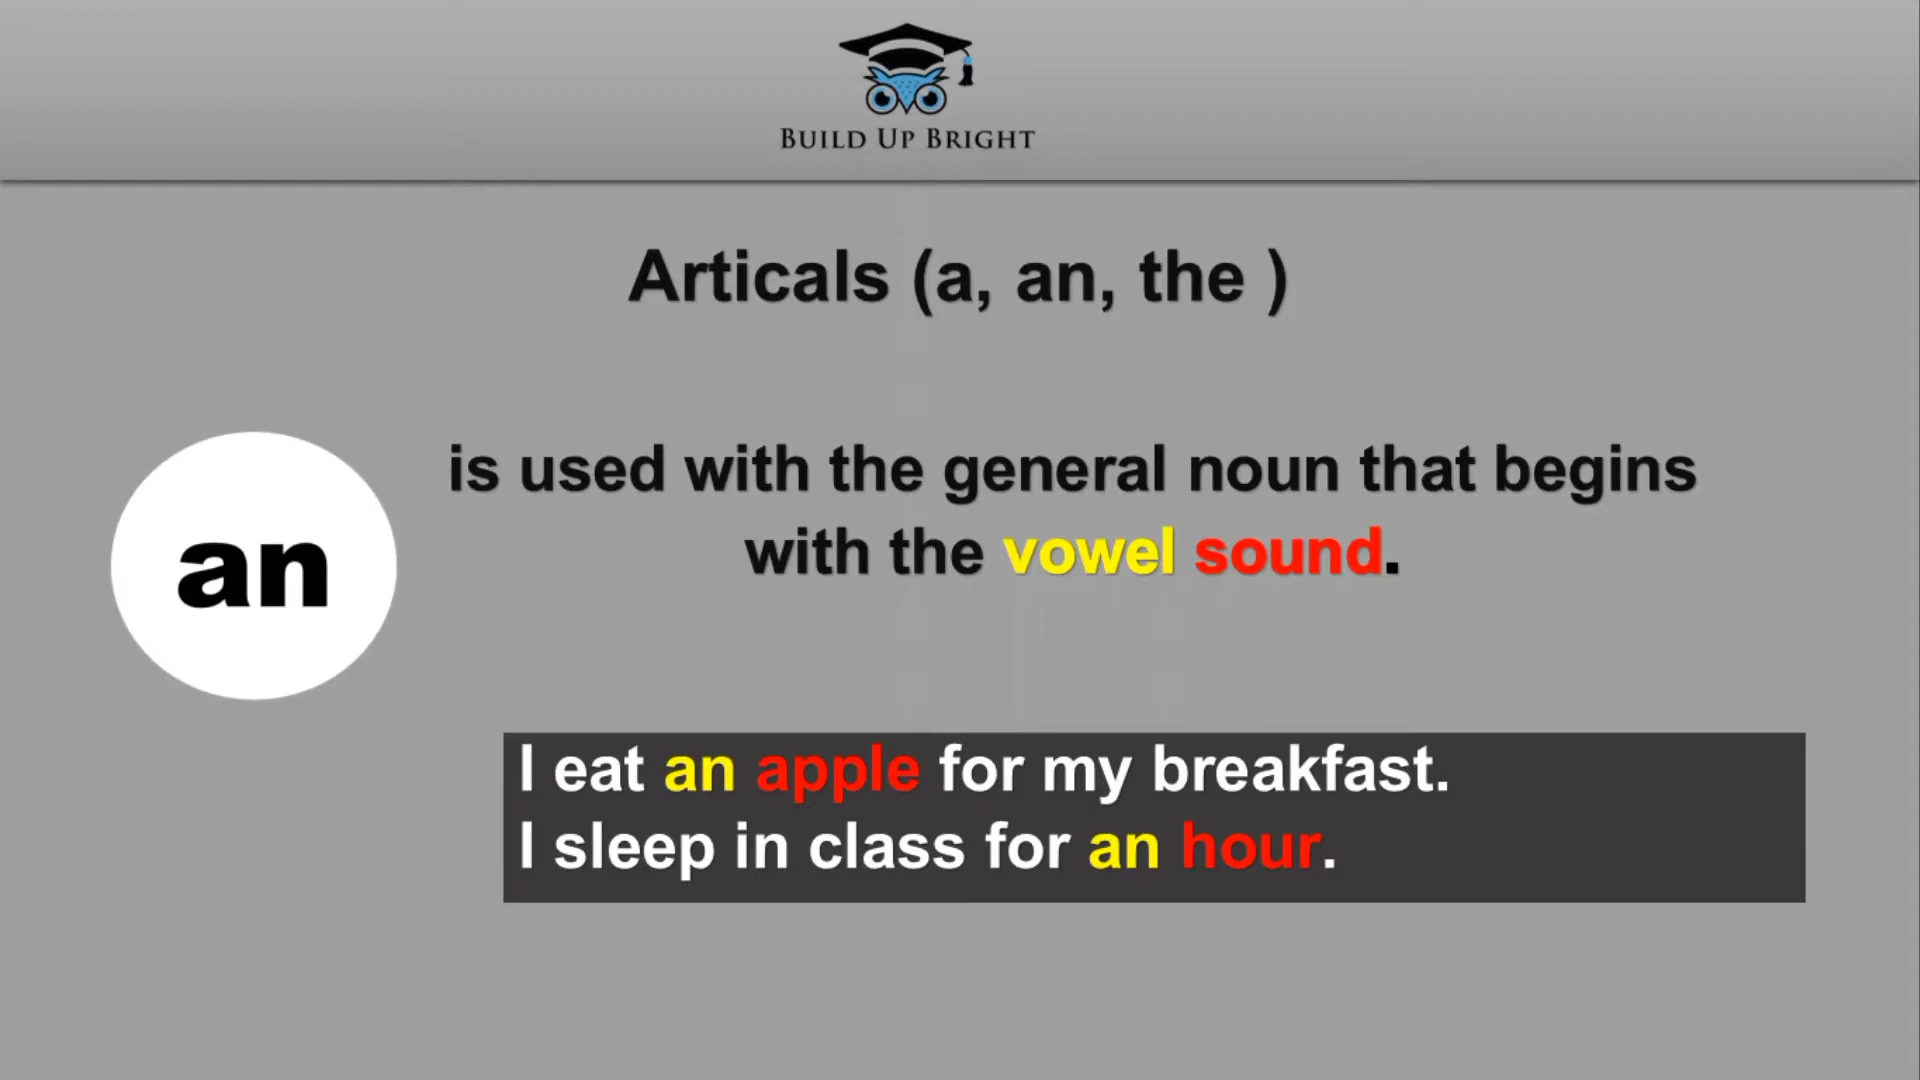 BUILD UP BRIGHT
Articals (a, an, the )
an
is used with the general noun that begins
with the vowel sound.
I eat an apple for my breakfast.
I sleep in class for an hour.